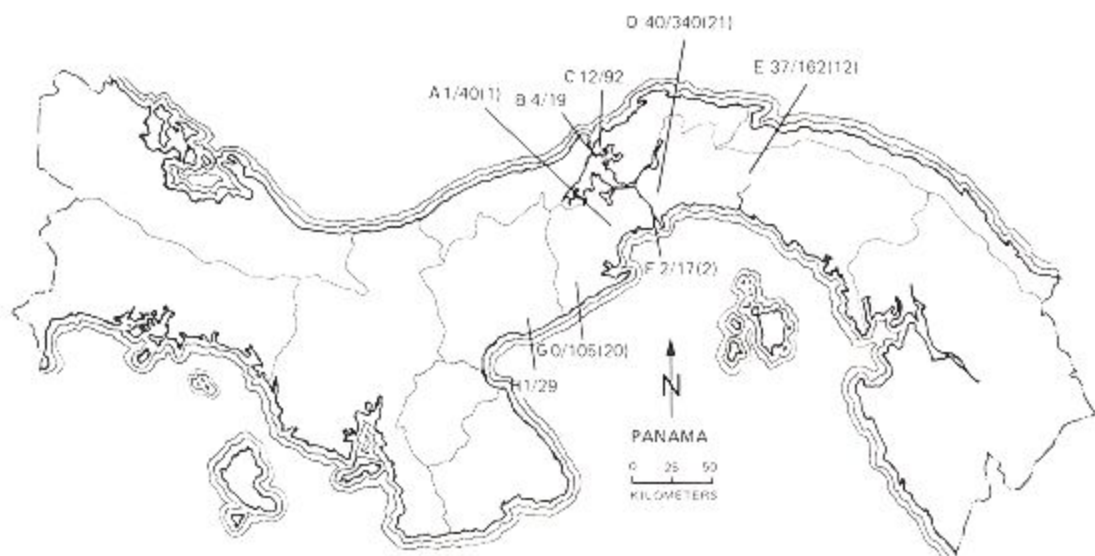 D 40/340(21)
E 37/162(12)
C 12/92
A 1/40(1)
B 4/19
F 2/17(2)
G 0/105(20)
H 1/29
N
PANAMA
0 25 50
KILOMETERS